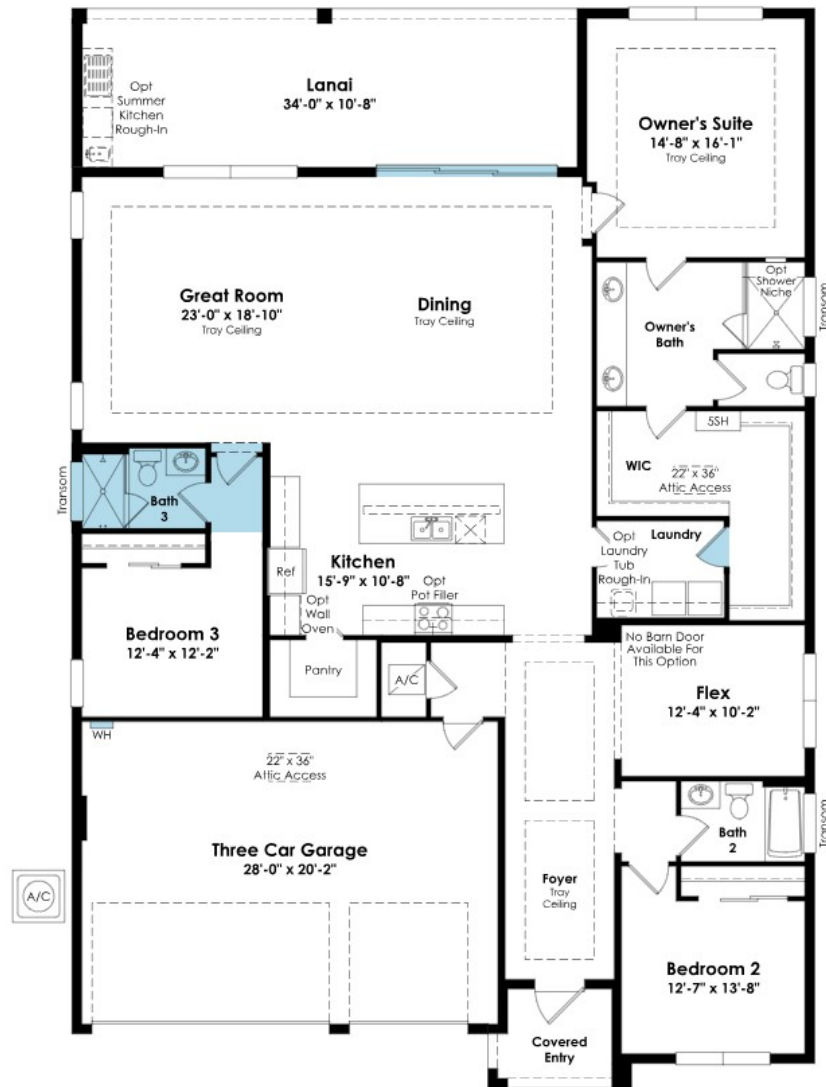 Lanai
34'-0" x 10'-8"
Opt
Summer
Kitchen
Rough-In
Owner's Suite
14'-8" x 16'-1"
Tray Ceiling
Great Room
23'-0" x 18'-10"
Tray Ceiling
Dining
Tray Ceiling
Opt
Shower
Niche
Transom
Owner's
Bath
5SH
WIC
22" x 36"
Attic Access
Transom
Bath
3
Laundry
Opt
Laundry
Tub
Rough-In
Kitchen
15'-9" x 10'-8"
Ref
Opt
Wall
Oven
Opt
Pot Filler
Bedroom 3
12'-4" x 12'-2"
Pantry
A/C
No Barn Door
Available For
This Option
Flex
12'-4" x 10'-2"
WH
22" x 36"
Attic Access
Three Car Garage
28'-0" x 20'-2"
A/C
Bath
2
Transom
Foyer
Tray
Ceiling
Bedroom 2
12'-7" x 13'-8"
Covered
Entry